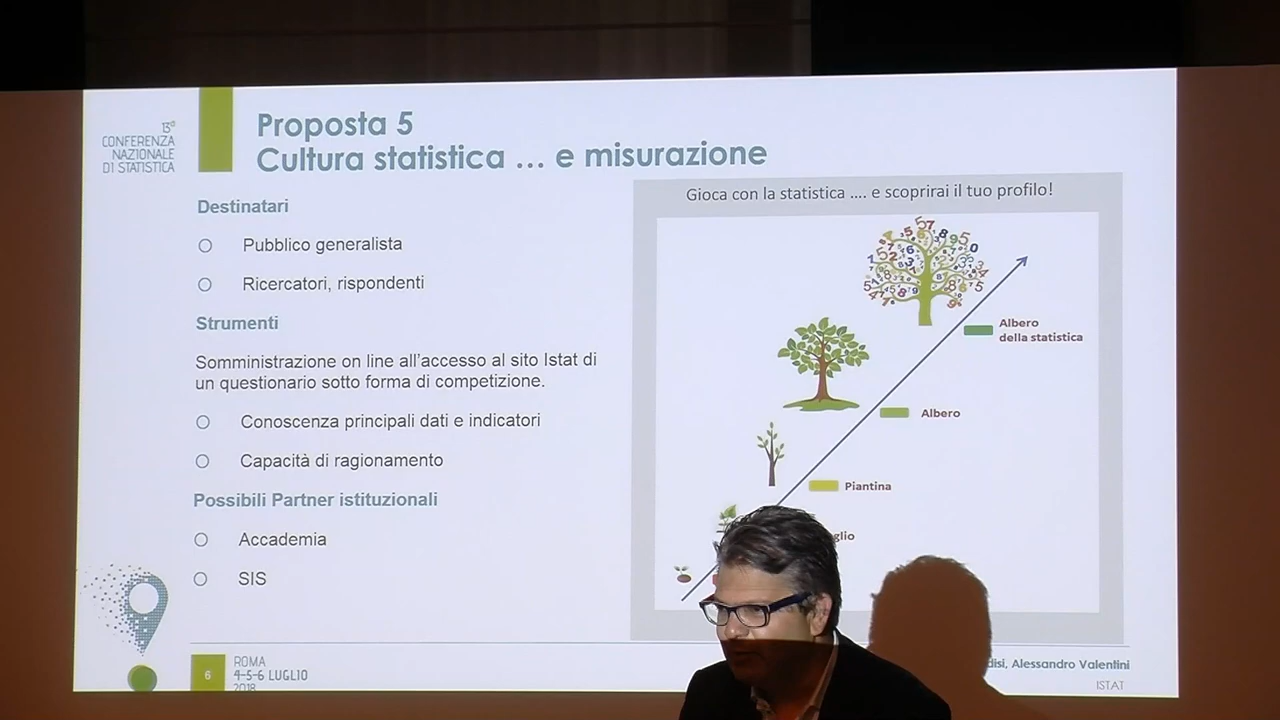 13ª
CONFERENZA
NAZIONALE
DI STATISTICA
Proposta 5
Cultura statistica ... e misurazione
Destinatari
Pubblico generalista
Ricercatori, rispondenti
Strumenti
Somministrazione on line all'accesso al sito Istat di
un questionario sotto forma di competizione.
Conoscenza principali dati e indicatori
Capacità di ragionamento
Possibili Partner istituzionali
Accademia
SIS
Gioca con la statistica .... e scoprirai il tuo profilo!
Albero
della statistica
Albero
Piantina
6
ROMA
4-5-6 LUGLIO
2018
Alessandro Valentini
ISTAT